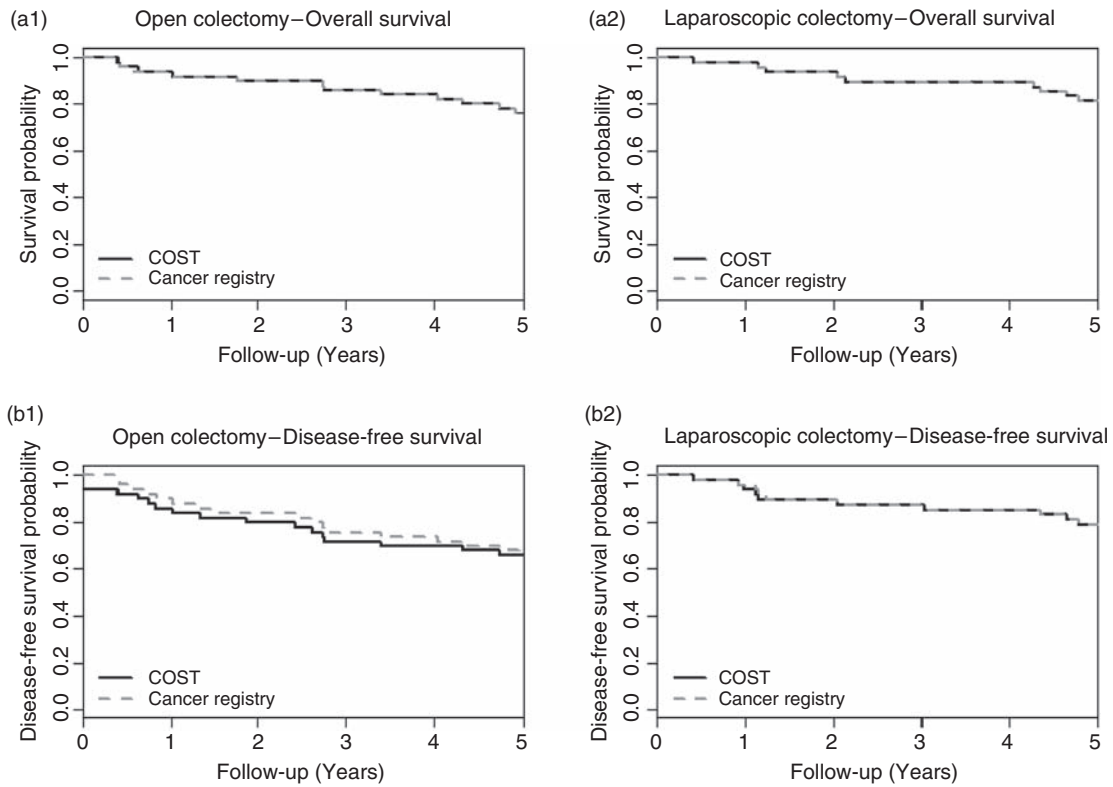 (a1)
Open colectomy–Overall survival
Survival probability
1.0
0.8
0.6
0.4
0.2
0.0
COST
Cancer registry
0 1 2 3 4 5
Follow-up (Years)
(a2)
Laparoscopic colectomy–Overall survival
Survival probability
1.0
0.8
0.6
0.4
0.2
0.0
COST
Cancer registry
0 1 2 3 4 5
Follow-up (Years)
(b1)
Open colectomy–Disease-free survival
Disease-free survival probability
1.0
0.8
0.6
0.4
0.2
0.0
COST
Cancer registry
0 1 2 3 4 5
Follow-up (Years)
(b2)
Laparoscopic colectomy–Disease-free survival
Disease-free survival probability
1.0
0.8
0.6
0.4
0.2
0.0
COST
Cancer registry
0 1 2 3 4 5
Follow-up (Years)